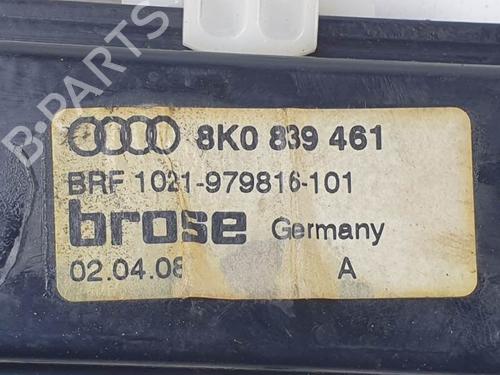 B-PARTS
8K0 839 461
BRF 1021-979816-101
brose Germany
02.04.08 A